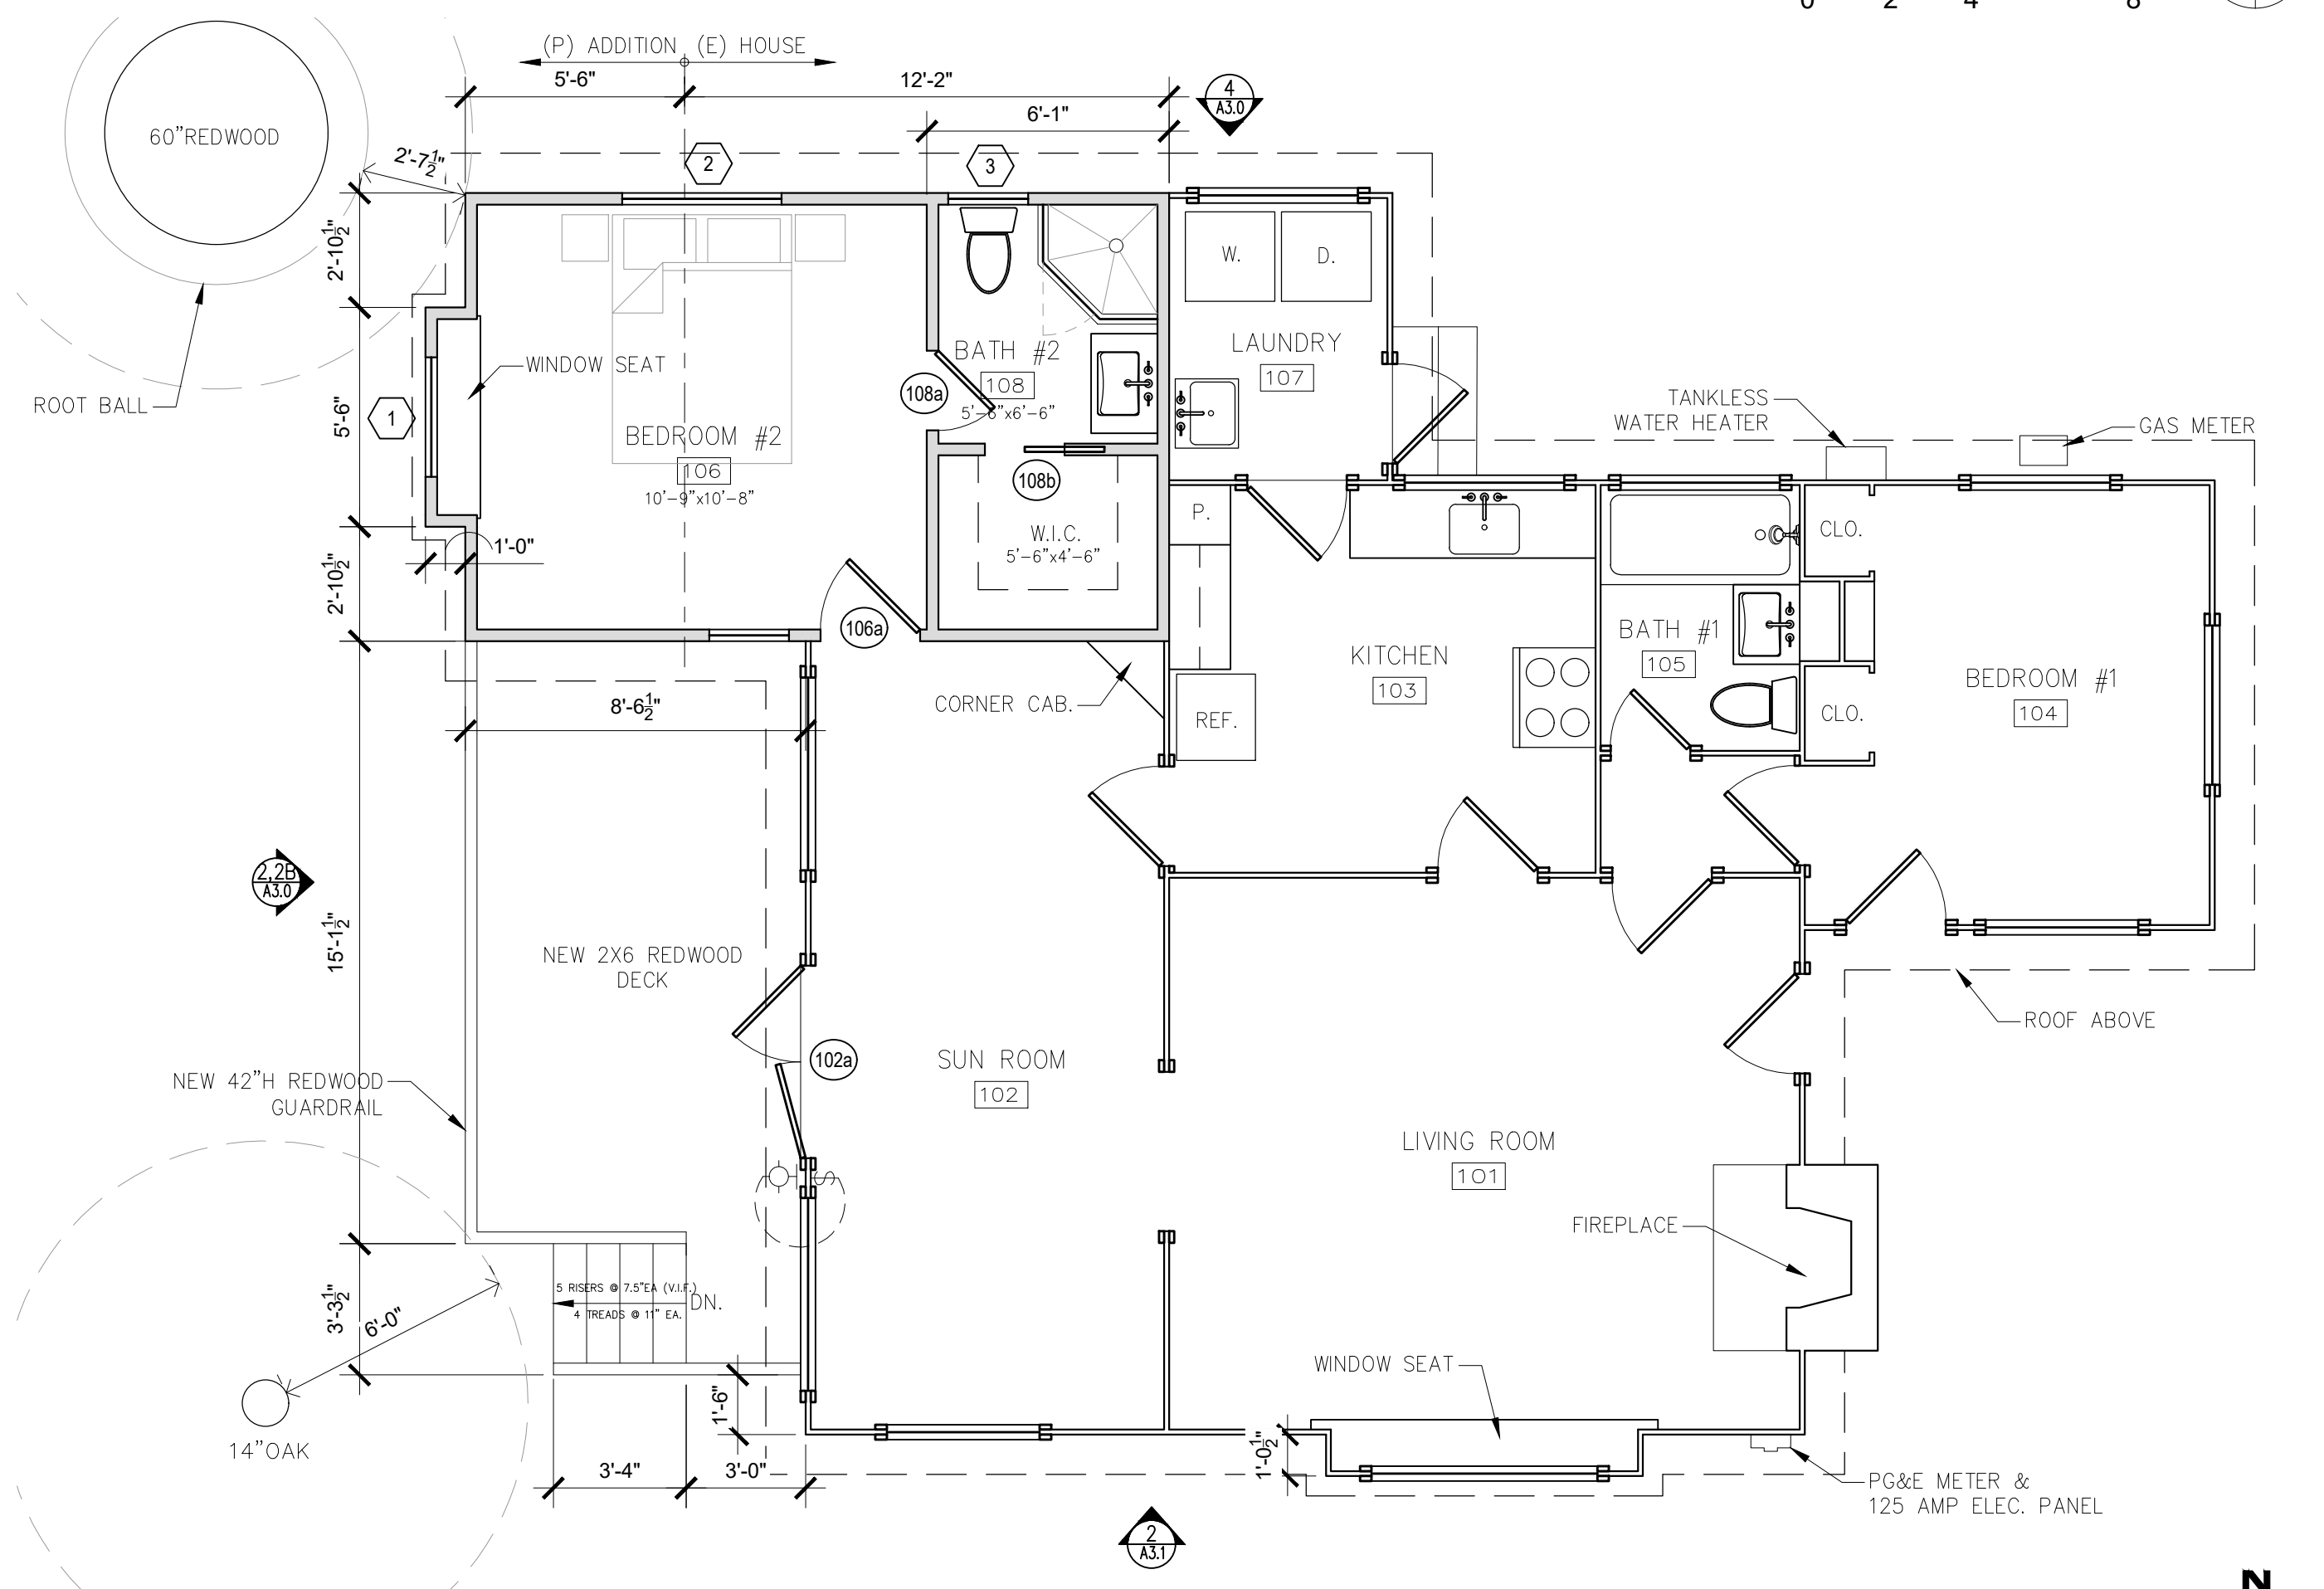 0 2 4 8
(P) ADDITION (E) HOUSE
5'-6"
12'-2"
6'-1"
4
A3.0
60"REDWOOD
2'-7½"
2
3
2'-10½"
W.
D.
LAUNDRY
107
BATH #2
108
5'-6"x6'-6"
108a
WINDOW SEAT
ROOT BALL
5'-6"
1
BEDROOM #2
106
10'-9"x10'-8"
108b
TANKLESS
WATER HEATER
GAS METER
P.
CLO.
W.I.C.
5'-6"x4'-6"
1'-0"
2'-10½"
106a
BATH #1
105
KITCHEN
103
BEDROOM #1
104
CORNER CAB.
8'-6½"
REF.
CLO.
2,2B
A3.0
15'-1½"
NEW 2X6 REDWOOD
DECK
ROOF ABOVE
102a
SUN ROOM
102
NEW 42"H REDWOOD
GUARDRAIL
LIVING ROOM
101
S
FIREPLACE
5 RISERS @ 7.5"EA (V.I.F.)
DN.
4 TREADS @ 11" EA.
3'-3½"
6'-0"
WINDOW SEAT
1'-6"
14"OAK
1'-0½"
3'-4"
3'-0"
PG&E METER &
125 AMP ELEC. PANEL
2
A3.1
N